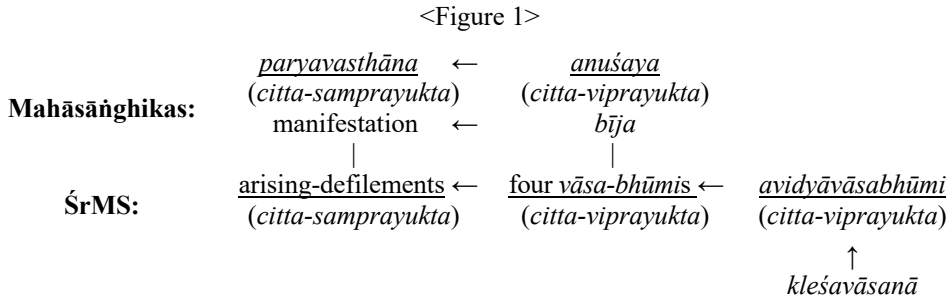 <Figure 1>
paryavasthāna ← anuśaya
(citta-samprayukta) (citta-viprayukta)
Mahāsāṅghikas:
manifestation ← bīja
| |
arising-defilements ← four vāsa-bhūmis ← avidyāvāsabhūmi
ŚrMS:
(citta-samprayukta) (citta-viprayukta) (citta-viprayukta)
↑
kleśavāsanā